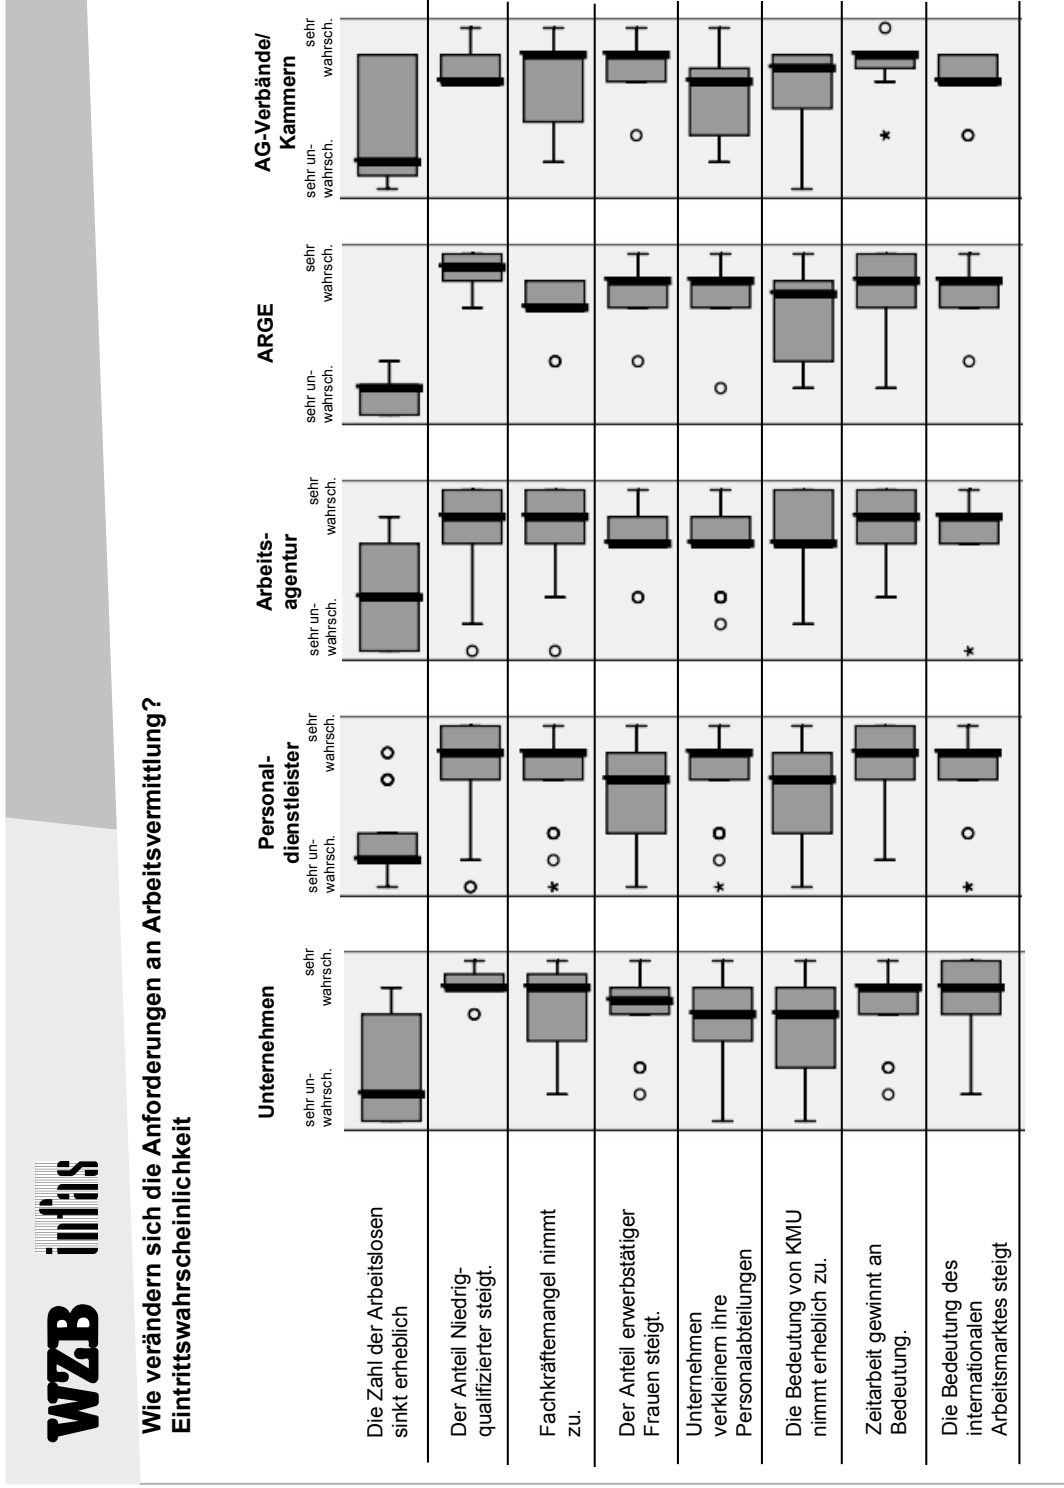 WZB infas
Wie verändern sich die Anforderungen an Arbeitsvermittlung?
Eintrittswahrscheinlichkeit
Unternehmen
Personal-
dienstleister
Arbeits-
agentur
ARGE
AG-Verbände/
Kammern
sehr un-
wahrsch.
sehr
wahrsch.
sehr un-
wahrsch.
sehr
wahrsch.
sehr un-
wahrsch.
sehr
wahrsch.
sehr un-
wahrsch.
sehr
wahrsch.
sehr un-
wahrsch.
sehr
wahrsch.
Die Zahl der Arbeitslosen
sinkt erheblich
Der Anteil Niedrig-
qualifizierter steigt.
Fachkräftemangel nimmt
zu.
Der Anteil erwerbstätiger
Frauen steigt.
Unternehmen
verkleinern ihre
Personalabteilungen
Die Bedeutung von KMU
nimmt erheblich zu.
Zeitarbeit gewinnt an
Bedeutung.
Die Bedeutung des
internationalen
Arbeitsmarktes steigt